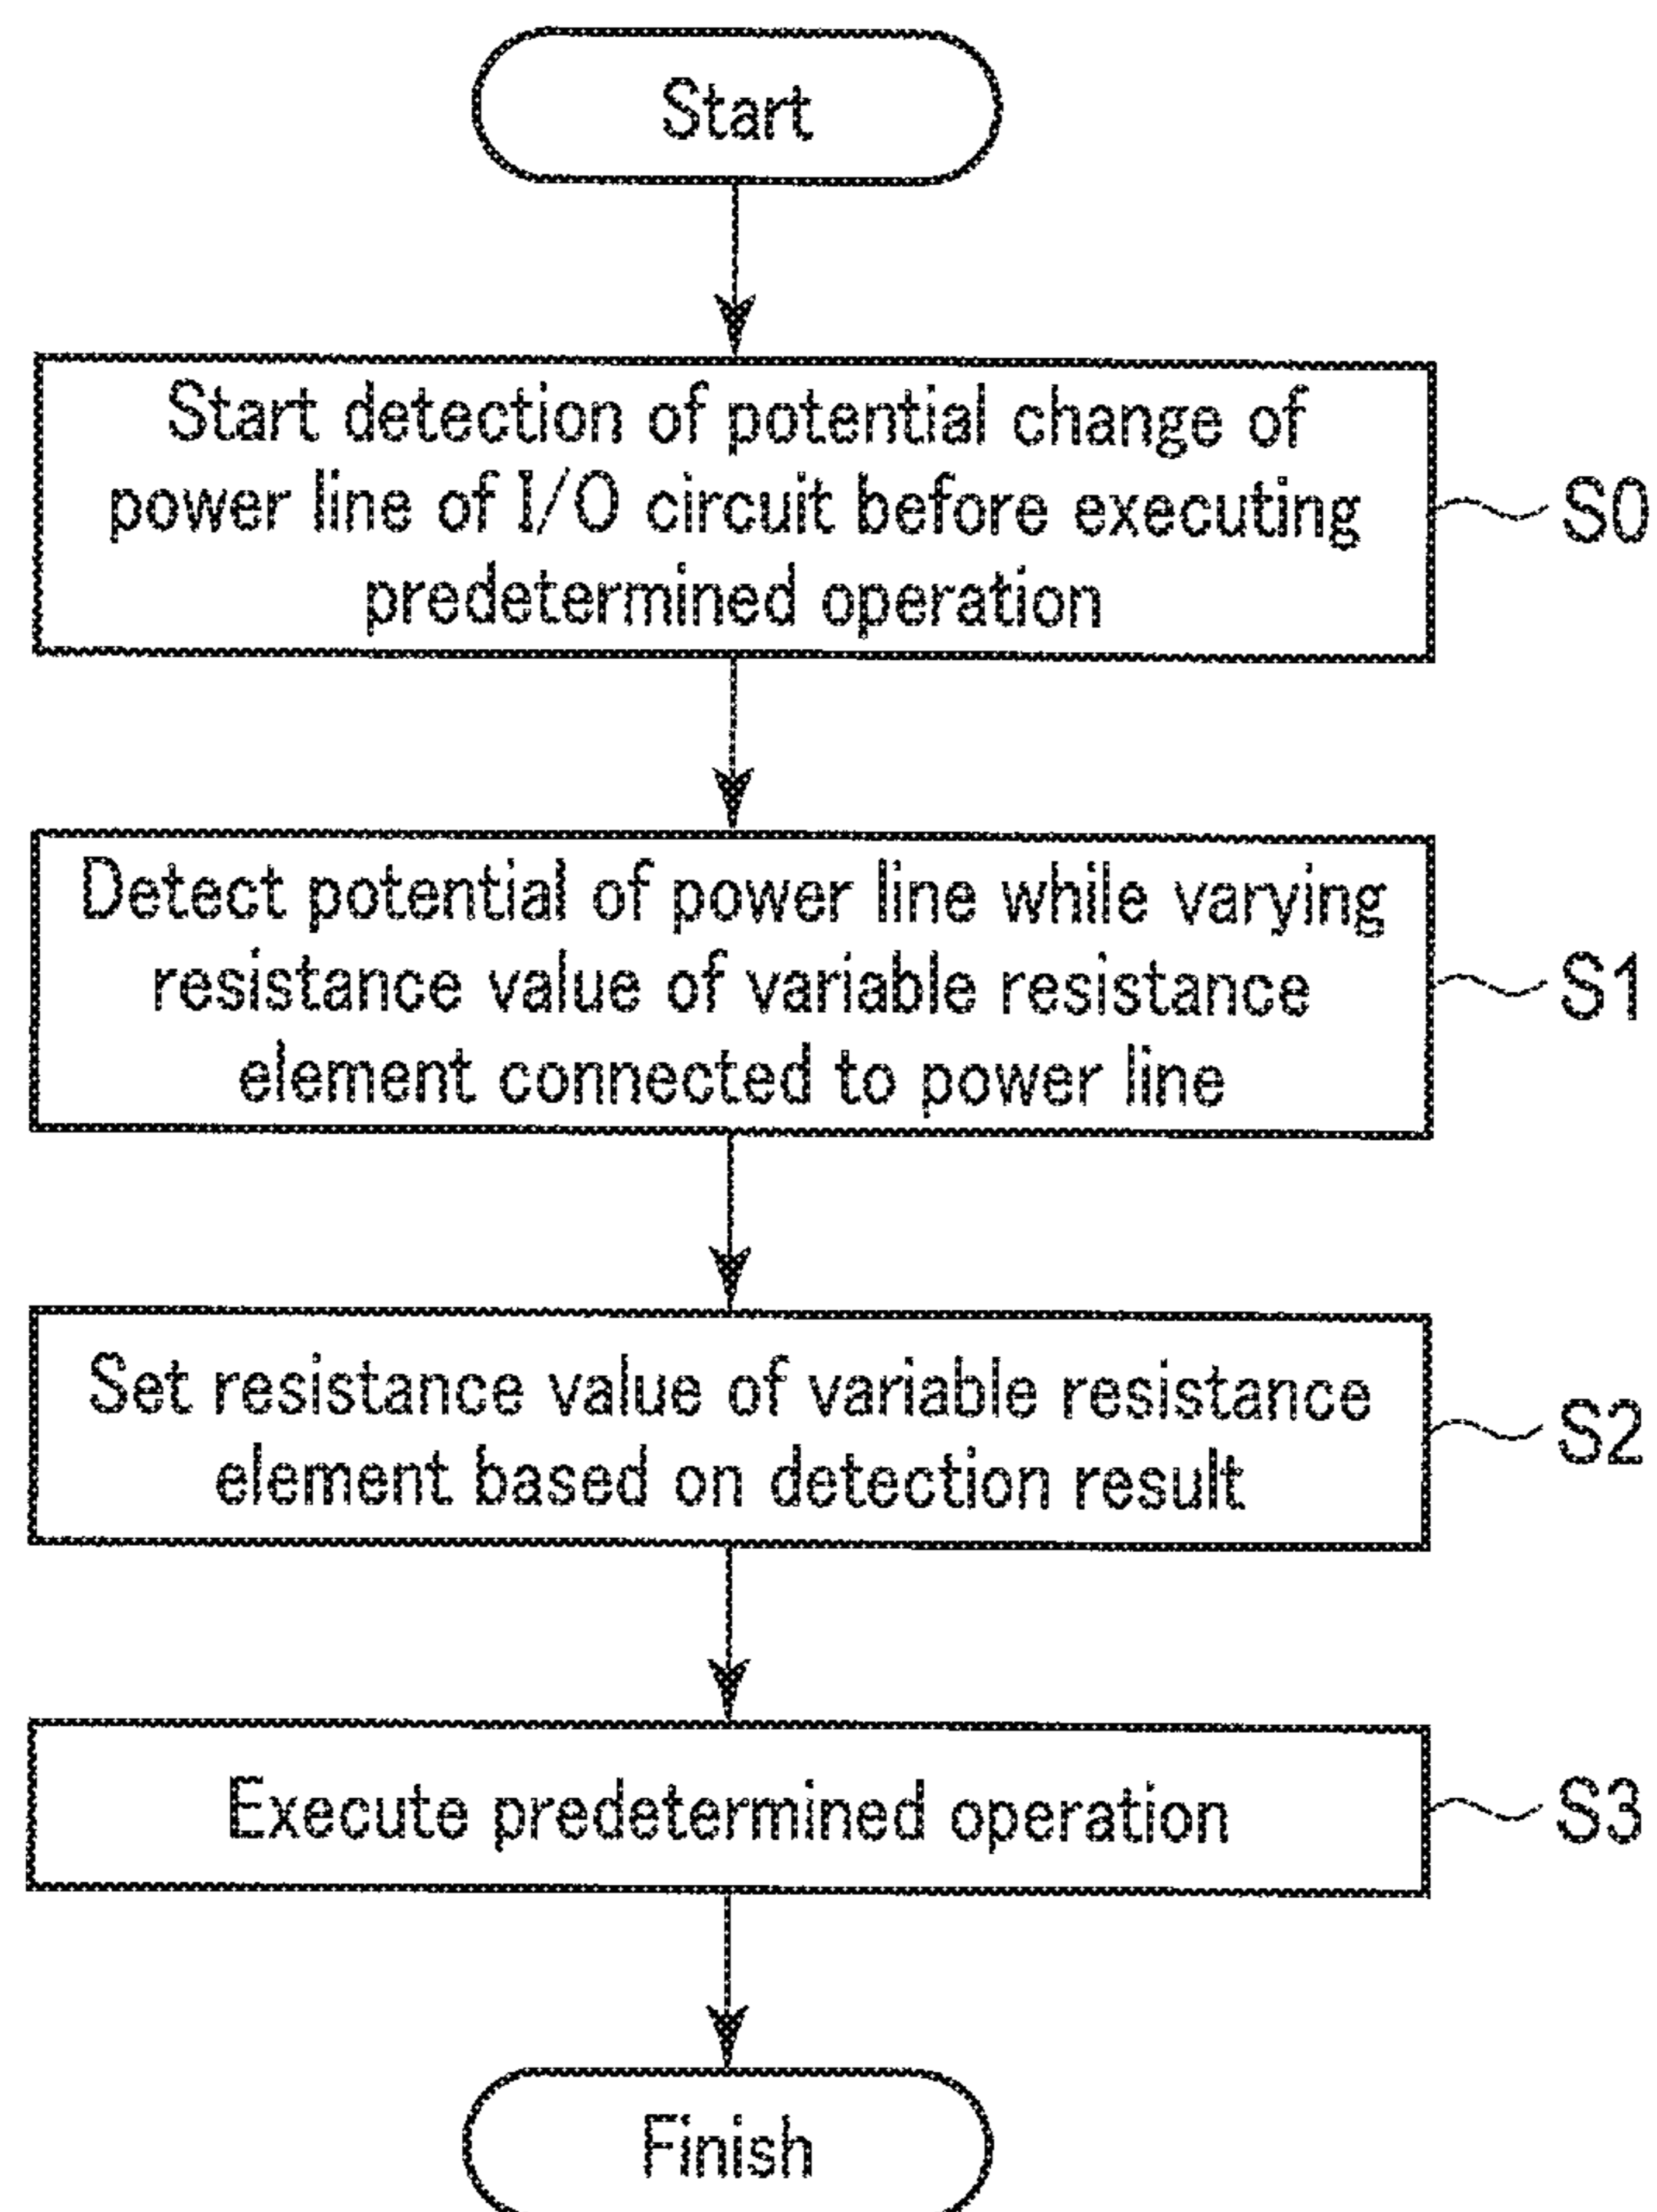 Start
Start detection of potential change of
power line of I/O circuit before executing
predetermined operation
S0
Detect potential of power line while varying
resistance value of variable resistance
element connected to power line
S1
Set resistance value of variable resistance
element based on detection result
S2
Execute predetermined operation
S3
Finish